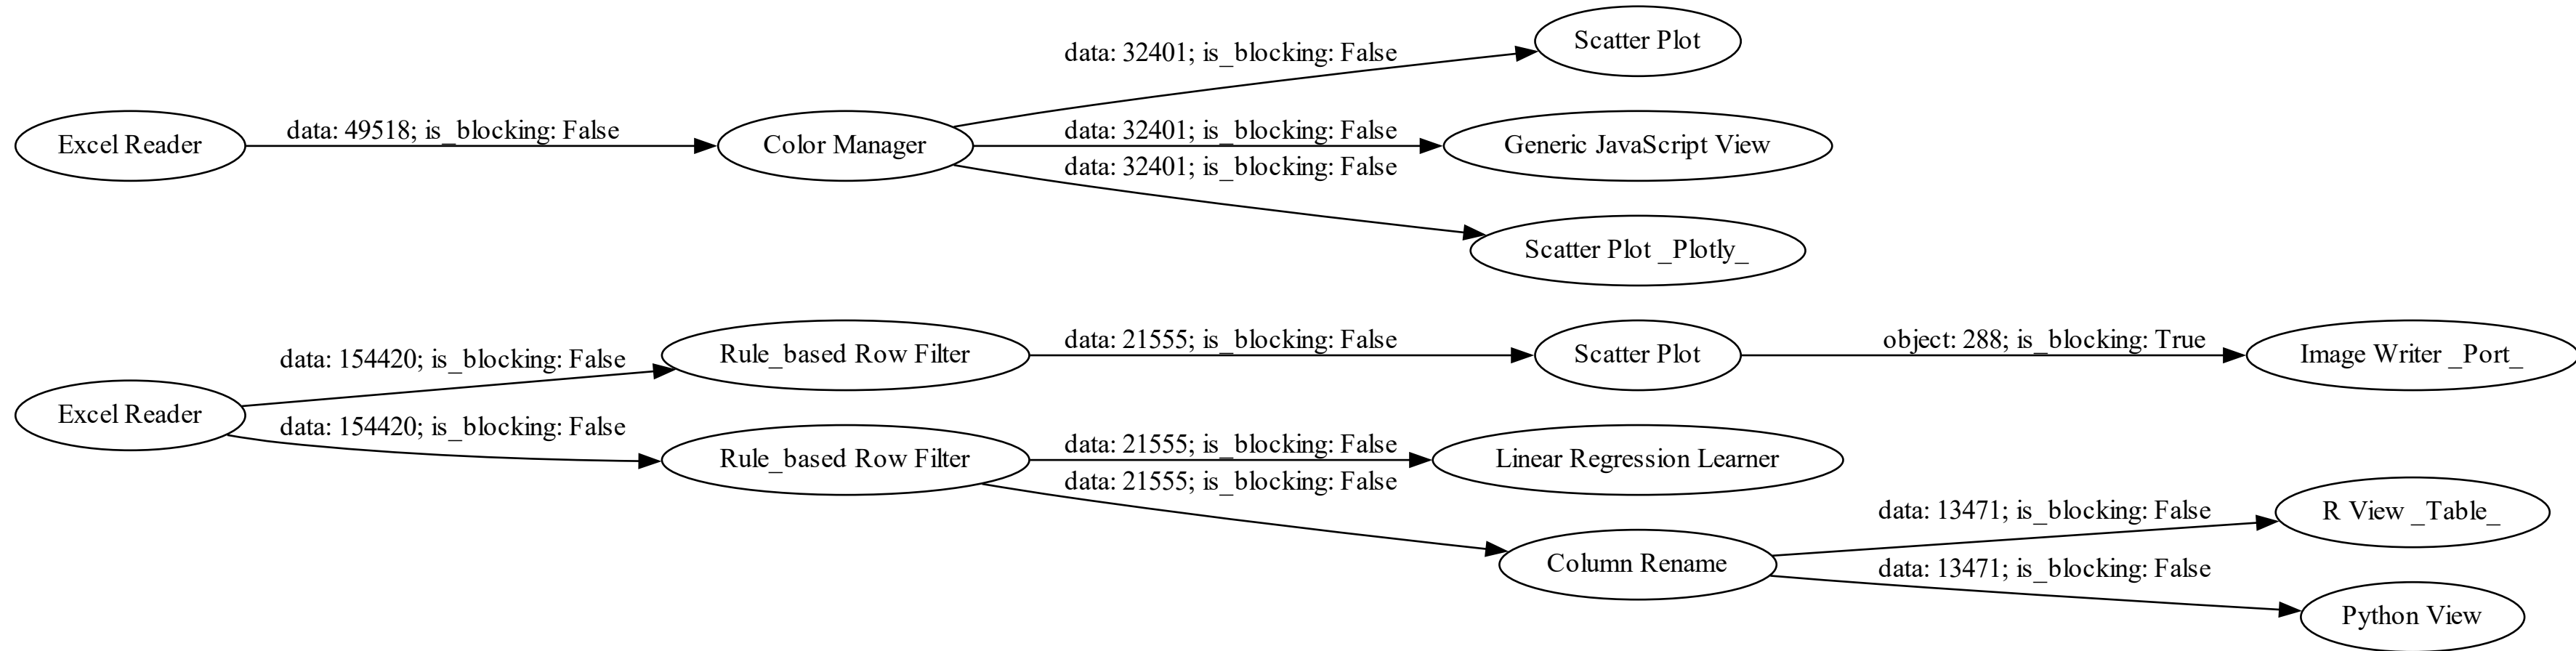 Scatter Plot
data: 32401; is_blocking: False
Excel Reader
data: 49518; is_blocking: False
Color Manager
data: 32401; is_blocking: False
Generic JavaScript View
data: 32401; is_blocking: False
Scatter Plot _Plotly_
Excel Reader
data: 154420; is_blocking: False
Rule_based Row Filter
data: 21555; is_blocking: False
Scatter Plot
object: 288; is_blocking: True
Image Writer _Port_
data: 154420; is_blocking: False
Rule_based Row Filter
data: 21555; is_blocking: False
Linear Regression Learner
data: 21555; is_blocking: False
Column Rename
data: 13471; is_blocking: False
R View _Table_
data: 13471; is_blocking: False
Python View